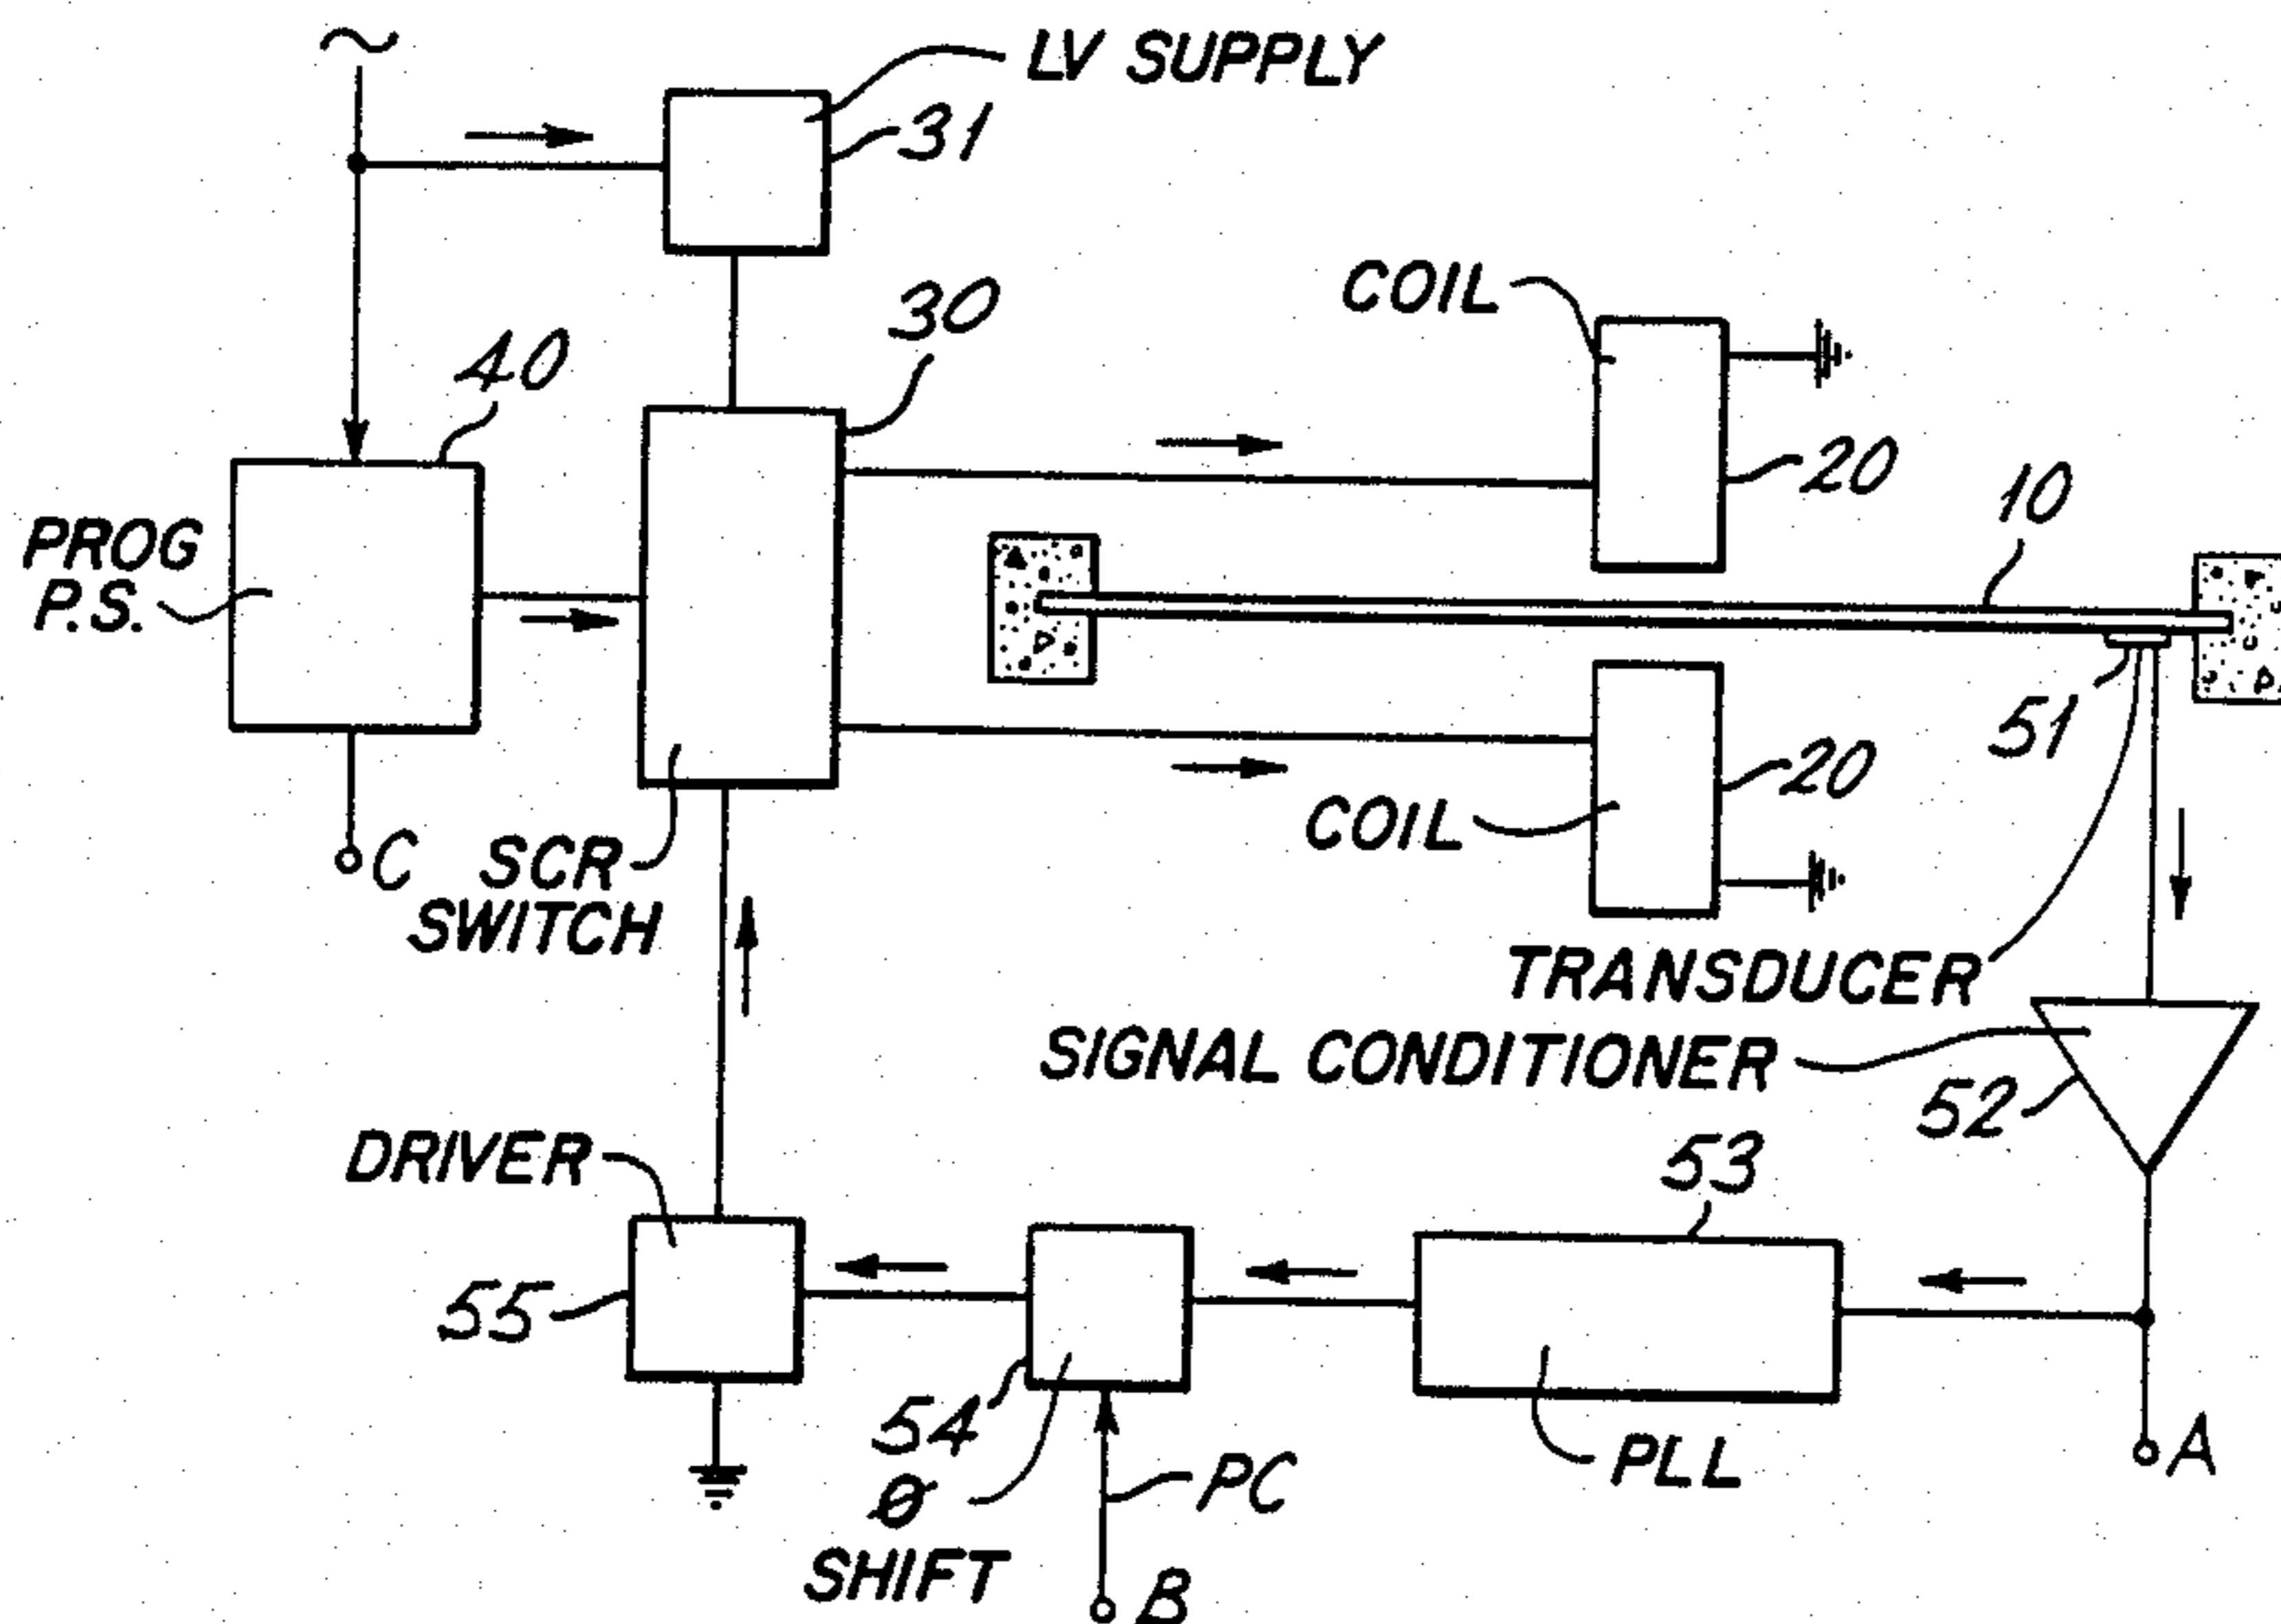 LV SUPPLY
31
COIL
30
40
20
10
PROG
P.S.
51
20
COIL
C
SCR
SWITCH
TRANSDUCER
SIGNAL CONDITIONER
52
DRIVER
53
55
54
PC
PLL
A
Ø
SHIFT
B